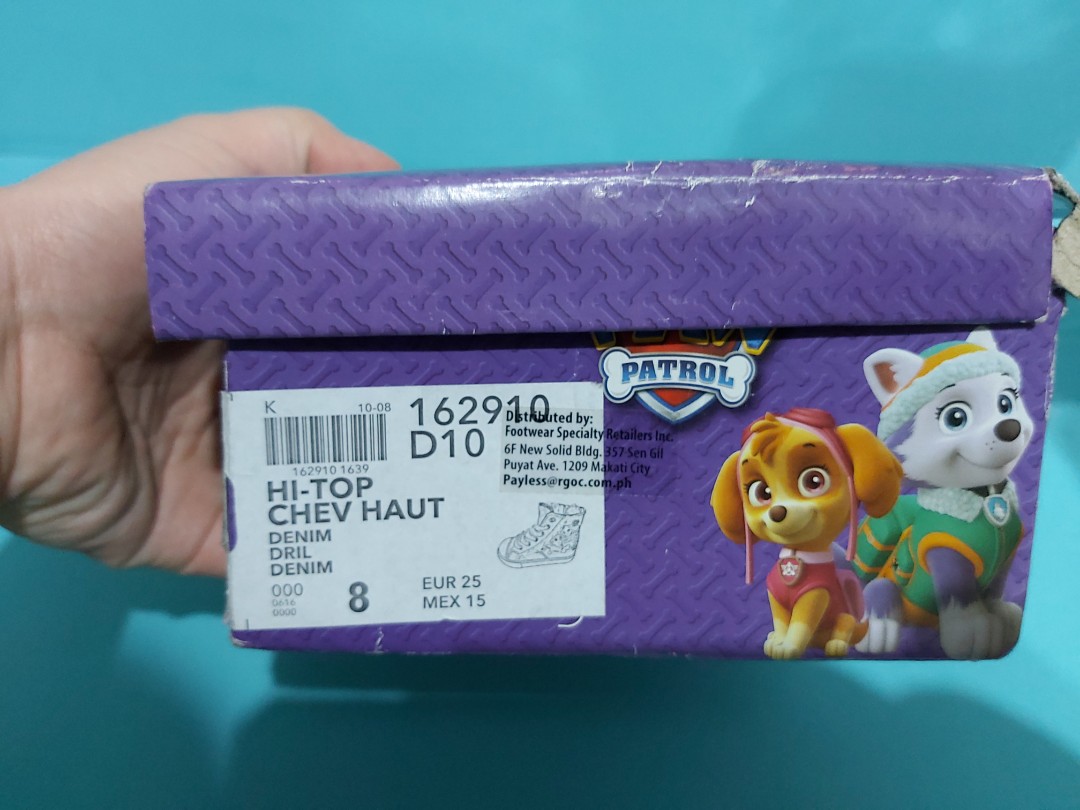 PATROL
K 10-08 162910
D10
162910 1639
HI-TOP
CHEV HAUT
DENIM
DRIL
DENIM
000
0616
0000
8
EUR 25
MEX 15
Distributed by:
Footwear Specialty Retailers Inc.
6F New Solid Bldg. 357 Sen Gil
Puyat Ave. 1209 Makati City
Payless@rgoc.com.ph